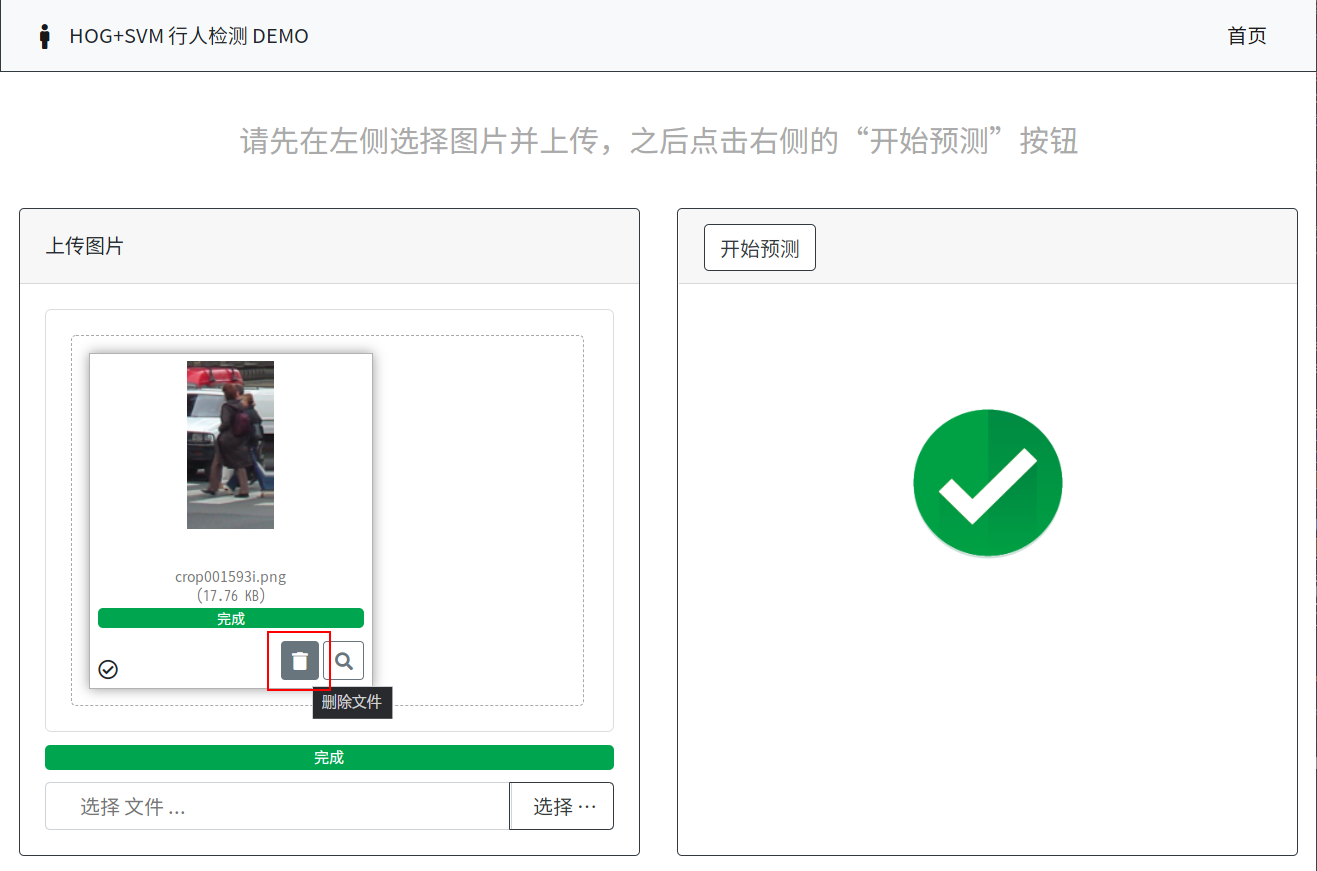 HOG+SVM 行人检测 DEMO
首页
请先在左侧选择图片并上传，之后点击右侧的“开始预测”按钮
上传图片
开始预测
crop001593i.png
(17.76 KB)
完成
删除文件
完成
选择 文件 ...
选择 …